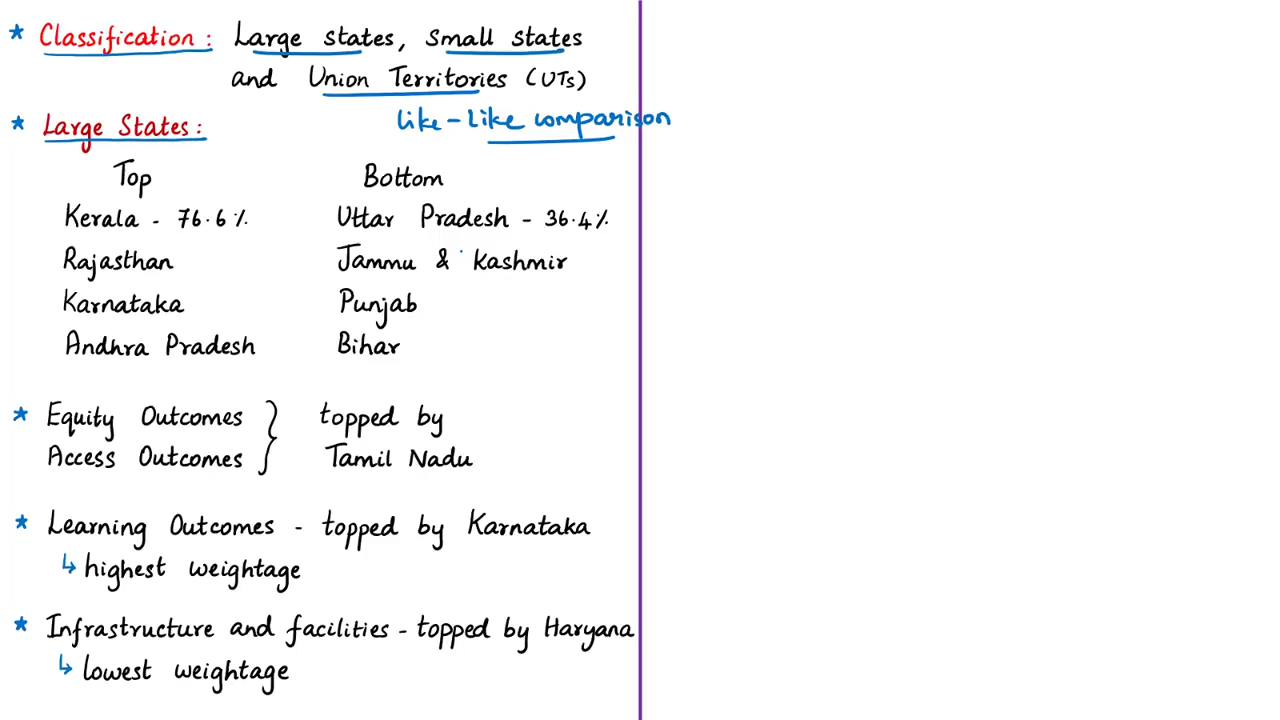 * Classification: Large states, Small states
and Union Territories (UTs)
like-like comparison
* Large States:
Top Bottom
Kerala - 76.6% Uttar Pradesh - 36.4%
Rajasthan Jammu & Kashmir
Karnataka Punjab
Andhra Pradesh Bihar
* Equity Outcomes } topped by
Access Outcomes Tamil Nadu
* Learning Outcomes - topped by Karnataka
↳ highest weightage
* Infrastructure and facilities - topped by Haryana
↳ lowest weightage